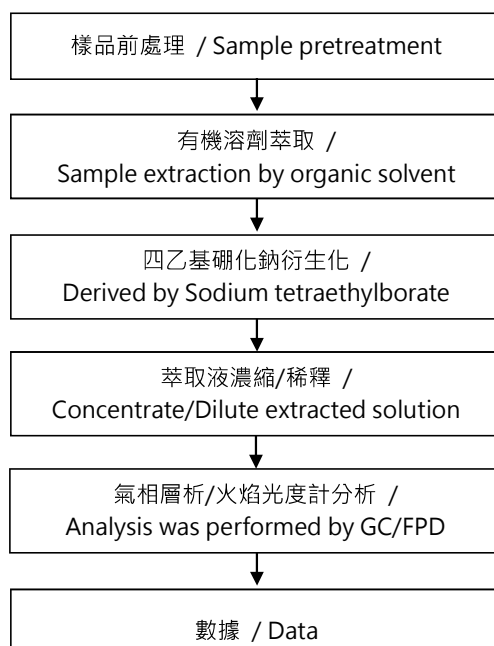 樣品前處理 / Sample pretreatment
有機溶劑萃取 /
Sample extraction by organic solvent
四乙基硼化鈉衍生化 /
Derived by Sodium tetraethylborate
萃取液濃縮/稀釋 /
Concentrate/Dilute extracted solution
氣相層析/火焰光度計分析 /
Analysis was performed by GC/FPD
數據 / Data